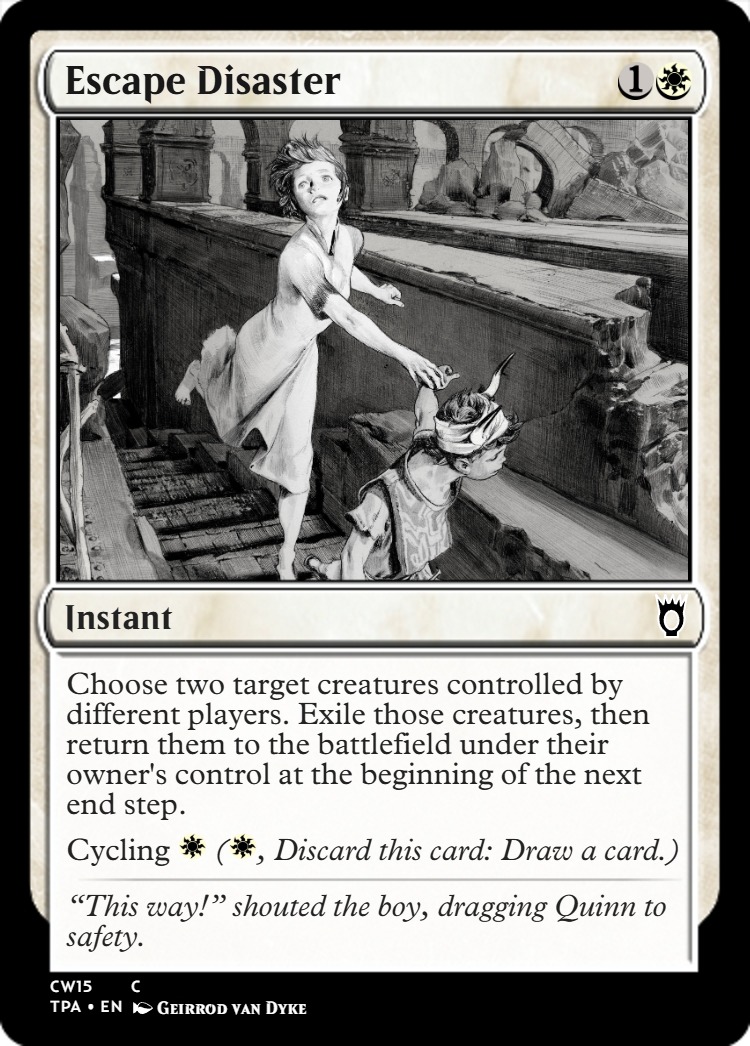 Escape Disaster 1
Instant
Choose two target creatures controlled by
different players. Exile those creatures, then
return them to the battlefield under their
owner's control at the beginning of the next
end step.
Cycling (, Discard this card: Draw a card.)
“This way!” shouted the boy, dragging Quinn to
safety.
CW15 C
TPA • EN Geirrod van Dyke